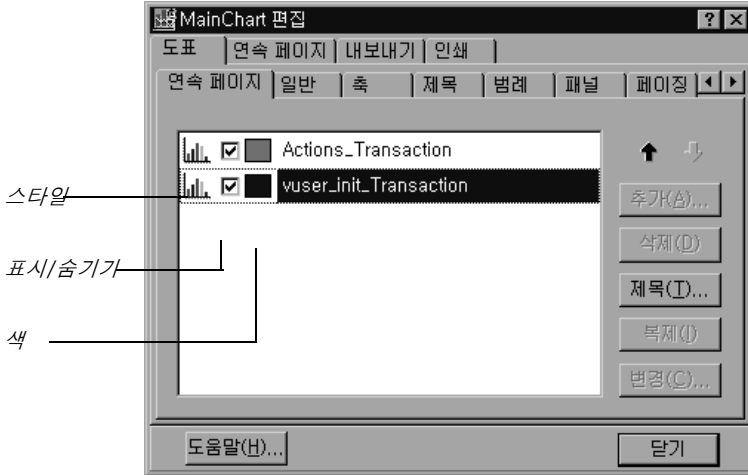 MainChart 편집
도표 연속 페이지 내보내기 인쇄
연속 페이지 일반 축 제목 범례 패널 페이징
Actions_Transaction
vuser_init_Transaction
스타일
표시/숨기기
색
추가(A)...
삭제(D)
제목(T)...
복제(I)
변경(C)...
도움말(H)...
닫기